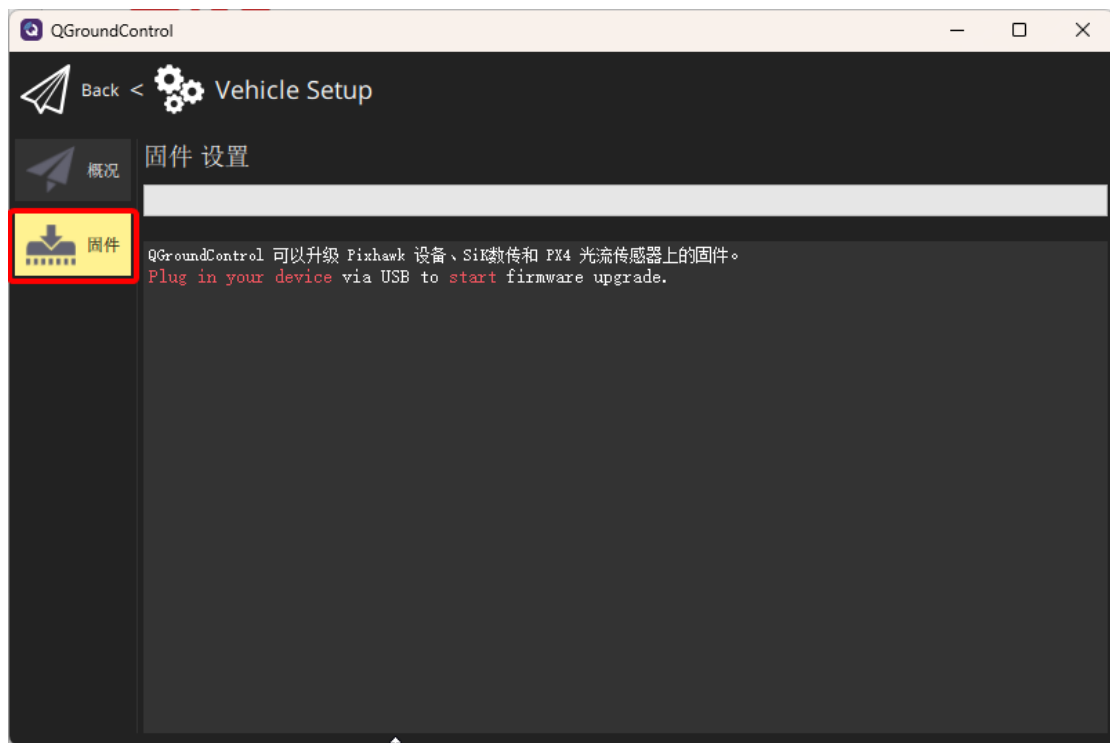 QGroundControl
Back < Vehicle Setup
概况
固件 设置
固件
QGroundControl 可以升级 Pixhawk 设备、SiK数传和 PX4 光流传感器上的固件。
Plug in your device via USB to start firmware upgrade.